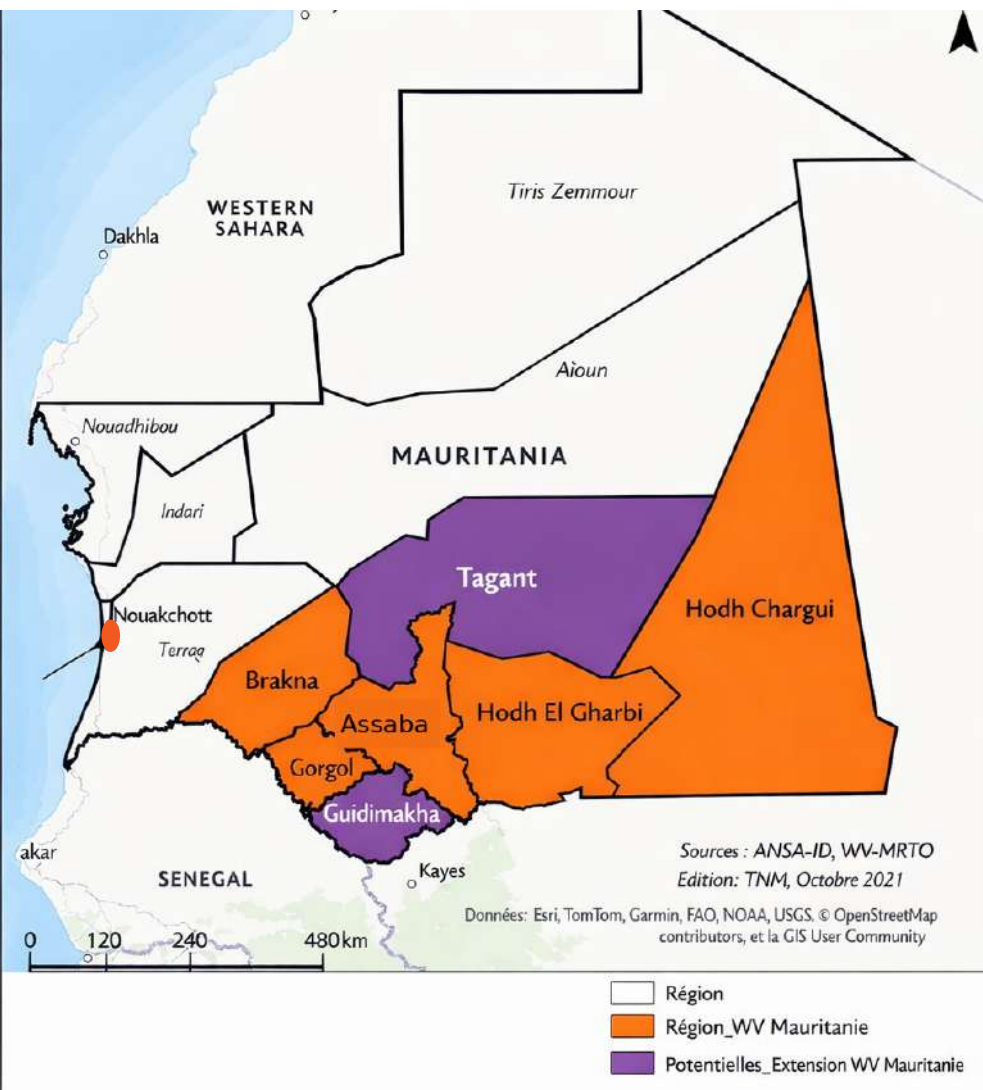 WESTERN
SAHARA
Tiris Zemmour
Dakhla
Aïoun
Nouadhibou
MAURITANIA
Indari
Tagant
Nouakchott
Hodh Chargui
Terraq
Brakna
Assaba
Hodh El Gharbi
Gorgol
Guidimakha
akar
SENEGAL
Kayes
Sources : ANSA-ID, WV-MRTO
Edition: TNM, Octobre 2021
Données: Esri, TomTom, Garmin, FAO, NOAA, USGS, © OpenStreetMap
contributors, et la GIS User Community
0 120 240 480 km
Région
Région_WV Mauritanie
Potentielles_Extension WV Mauritanie